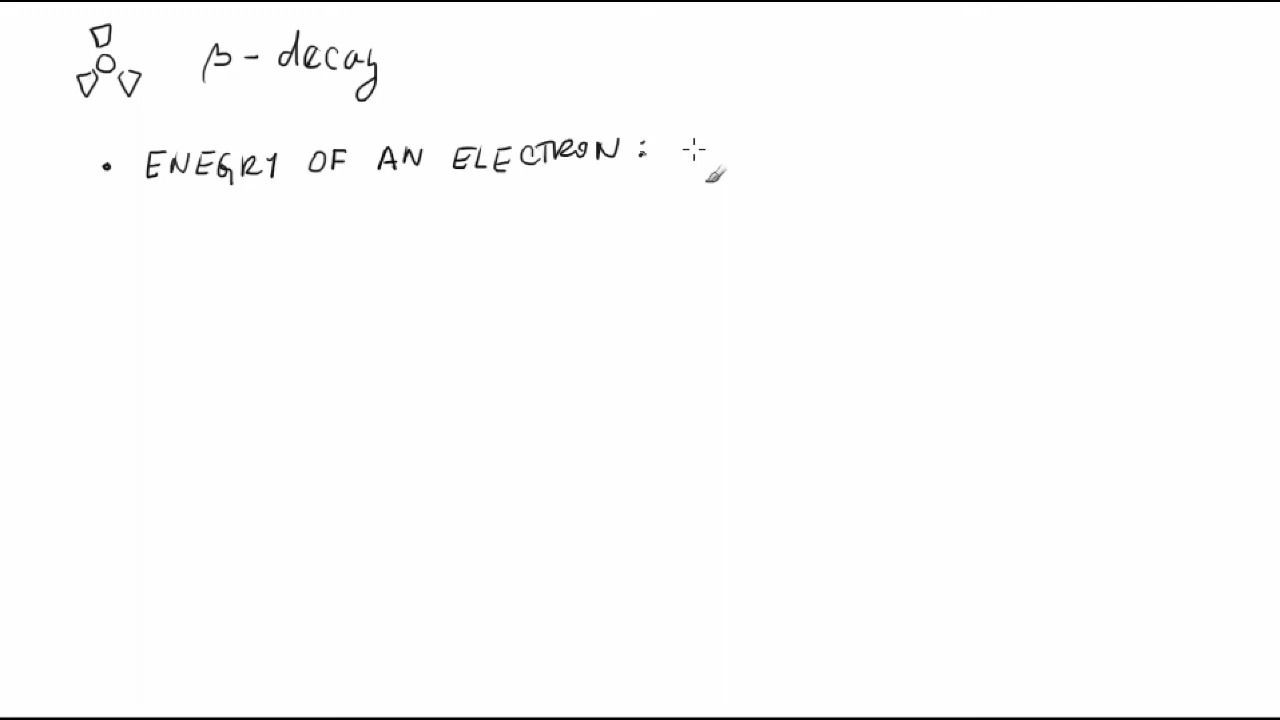 β - decay
• ENEGRY OF AN ELECTRON :